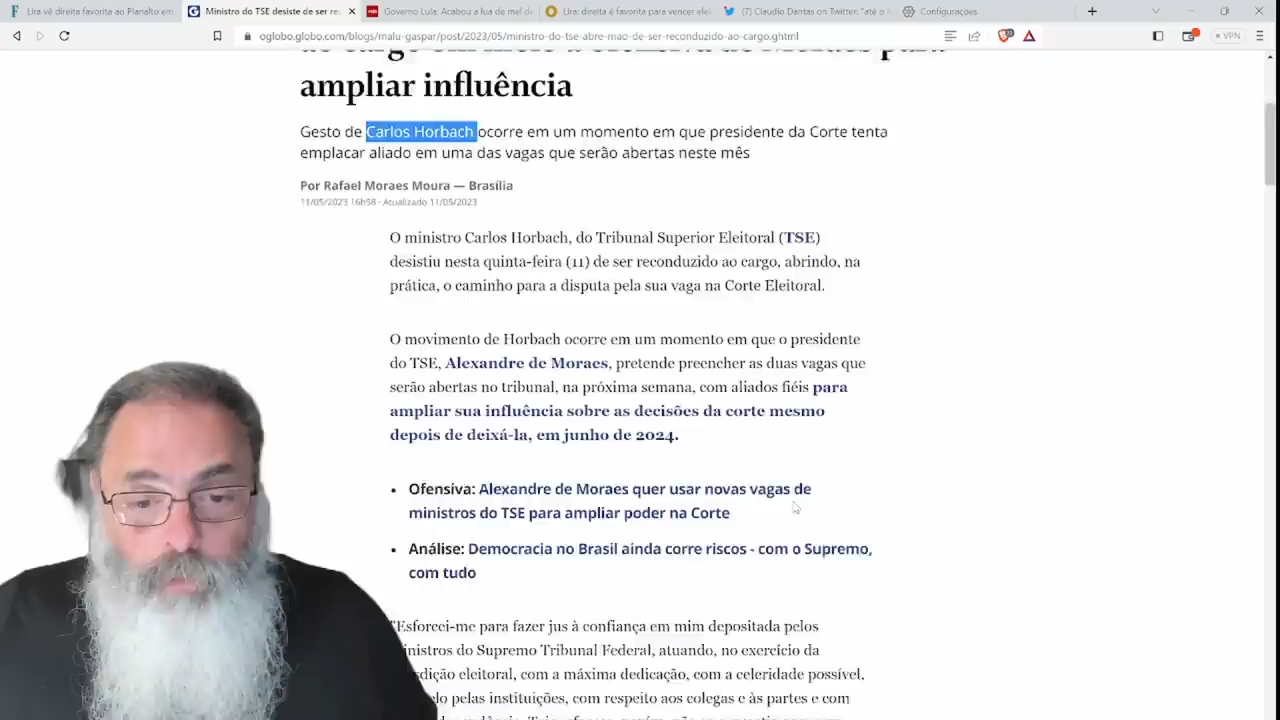 Lira vê direita favorita ao Planalto em
Ministro do TSE desiste de ser re
Governo Lula: Acabou a lua de mel d
Lira: direita é favorita para vencer elei
(7) Claudio Dantas on Twitter: "até o
Configurações
oglobo.globo.com/blogs/malu-gaspar/post/2023/05/ministro-do-tse-abre-mao-de-ser-reconduzido-ao-cargo.ghtml
VPN
ampliar influência
Gesto de Carlos Horbach ocorre em um momento em que presidente da Corte tenta
emplacar aliado em uma das vagas que serão abertas neste mês
Por Rafael Moraes Moura — Brasília
11/05/2023 16h58 · Atualizado 11/05/2023
O ministro Carlos Horbach, do Tribunal Superior Eleitoral (TSE)
desistiu nesta quinta-feira (11) de ser reconduzido ao cargo, abrindo, na
prática, o caminho para a disputa pela sua vaga na Corte Eleitoral.
O movimento de Horbach ocorre em um momento em que o presidente
do TSE, Alexandre de Moraes, pretende preencher as duas vagas que
serão abertas no tribunal, na próxima semana, com aliados fiéis para
ampliar sua influência sobre as decisões da corte mesmo
depois de deixá-la, em junho de 2024.
• Ofensiva: Alexandre de Moraes quer usar novas vagas de
ministros do TSE para ampliar poder na Corte
• Análise: Democracia no Brasil ainda corre riscos - com o Supremo,
com tudo
"Esforcei-me para fazer jus à confiança em mim depositada pelos
inistros do Supremo Tribunal Federal, atuando, no exercício da
dição eleitoral, com a máxima dedicação, com a celeridade possível,
elo pelas instituições, com respeito aos colegas e às partes e com